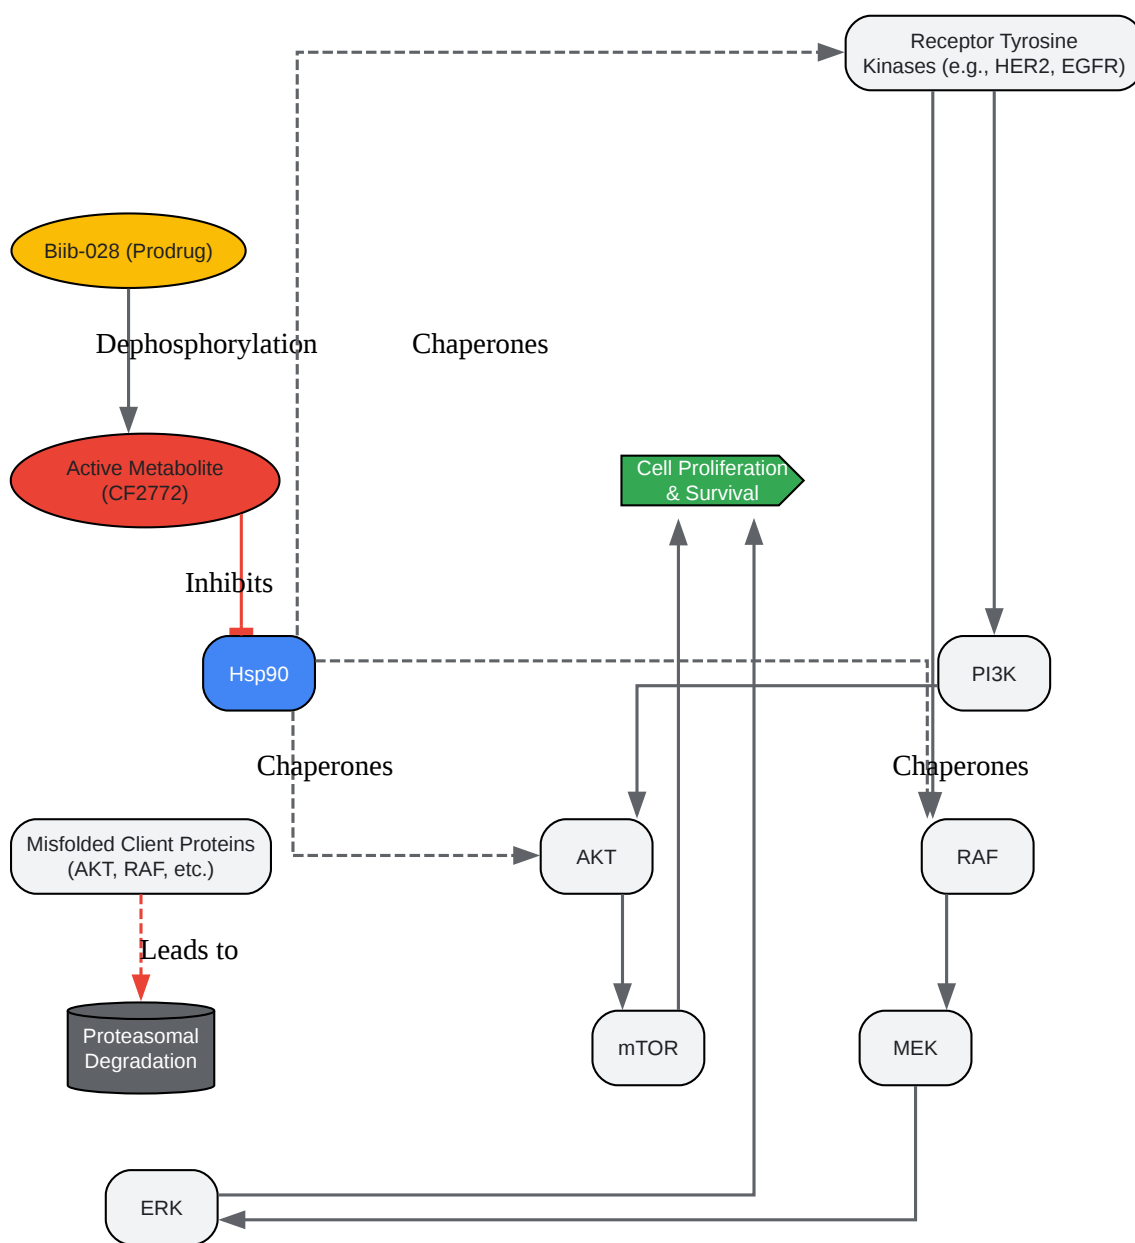 Receptor Tyrosine
Kinases (e.g., HER2, EGFR)
Biib-028 (Prodrug)
Dephosphorylation
Chaperones
Active Metabolite
(CF2772)
Cell Proliferation
& Survival
Inhibits
Hsp90
PI3K
Chaperones
Chaperones
Misfolded Client Proteins
(AKT, RAF, etc.)
AKT
RAF
Leads to
Proteasomal
Degradation
mTOR
MEK
ERK